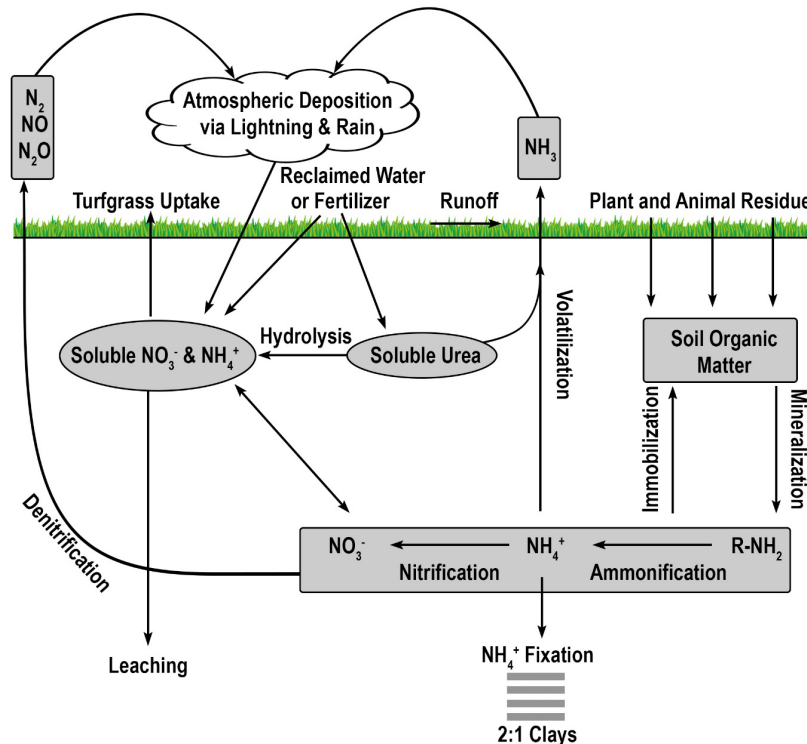 N₂
NO
N₂O
Atmospheric Deposition
via Lightning & Rain
NH₃
Turfgrass Uptake
Reclaimed Water
or Fertilizer
Runoff
Plant and Animal Residue
Soluble NO₃⁻ & NH₄⁺
Hydrolysis
Soluble Urea
Volatilization
Soil Organic
Matter
Immobilization
Mineralization
Denitrification
NO₃⁻
NH₄⁺
R-NH₂
Nitrification
Ammonification
Leaching
NH₄⁺ Fixation
2:1 Clays